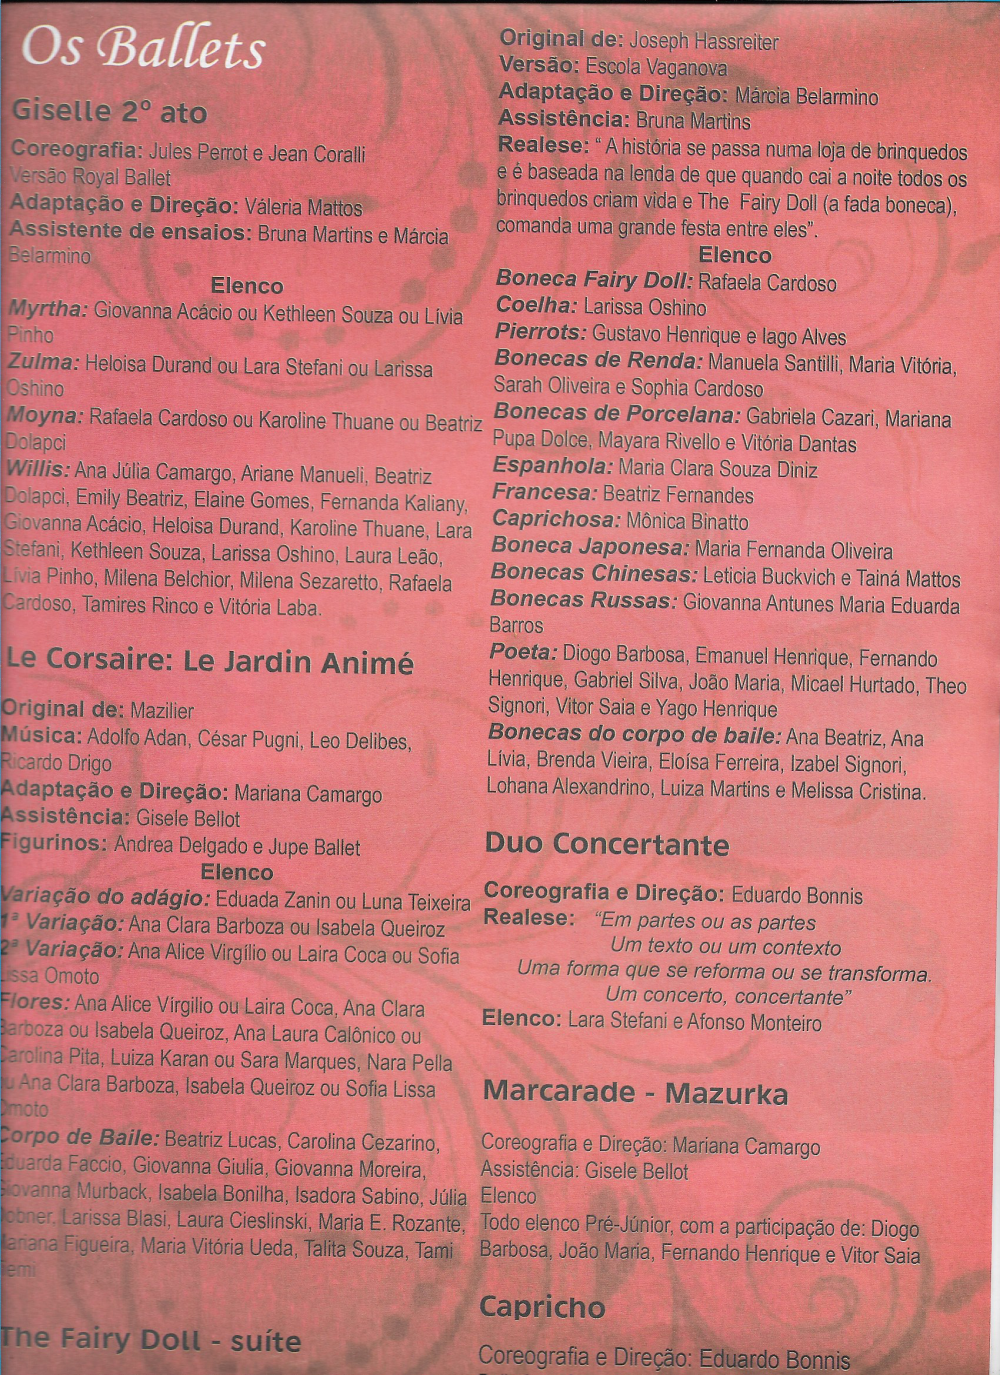 Os Ballets
Giselle 2º ato
Coreografia: Jules Perrot e Jean Coralli
Versão Royal Ballet
Adaptação e Direção: Váleria Mattos
Assistente de ensaios: Bruna Martins e Márcia
Belarmino
Elenco
Myrtha: Giovanna Acácio ou Kethleen Souza ou Lívia
Pinho
Zulma: Heloisa Durand ou Lara Stefani ou Larissa
Oshino
Moyna: Rafaela Cardoso ou Karoline Thuane ou Beatriz
Dolapci
Willis: Ana Júlia Camargo, Ariane Manueli, Beatriz
Dolapci, Emily Beatriz, Elaine Gomes, Fernanda Kaliany,
Giovanna Acácio, Heloisa Durand, Karoline Thuane, Lara
Stefani, Kethleen Souza, Larissa Oshino, Laura Leão,
Lívia Pinho, Milena Belchior, Milena Sezaretto, Rafaela
Cardoso, Tamires Rinco e Vitória Laba.
Le Corsaire: Le Jardin Animé
Original de: Mazilier
Música: Adolfo Adan, César Pugni, Leo Delibes,
Ricardo Drigo
Adaptação e Direção: Mariana Camargo
Assistência: Gisele Bellot
Figurinos: Andrea Delgado e Jupe Ballet
Elenco
Variação do adágio: Eduada Zanin ou Luna Teixeira
1ª Variação: Ana Clara Barboza ou Isabela Queiroz
2ª Variação: Ana Alice Virgílio ou Laira Coca ou Sofia
Lissa Omoto
Flores: Ana Alice Vírgilio ou Laira Coca, Ana Clara
Barboza ou Isabela Queiroz, Ana Laura Calônico ou
Carolina Pita, Luiza Karan ou Sara Marques, Nara Pella
ou Ana Clara Barboza, Isabela Queiroz ou Sofia Lissa
Omoto
Corpo de Baile: Beatriz Lucas, Carolina Cezarino,
Eduarda Faccio, Giovanna Giulia, Giovanna Moreira,
Giovanna Murback, Isabela Bonilha, Isadora Sabino, Júlia
Larissa Blasi, Laura Cieslinski, Maria E. Rozante,
Mariana Figueira, Maria Vitória Ueda, Talita Souza, Tami
The Fairy Doll - suíte
Original de: Joseph Hassreiter
Versão: Escola Vaganova
Adaptação e Direção: Márcia Belarmino
Assistência: Bruna Martins
Realese: “ A história se passa numa loja de brinquedos
e é baseada na lenda de que quando cai a noite todos os
brinquedos criam vida e The Fairy Doll (a fada boneca),
comanda uma grande festa entre eles”.
Elenco
Boneca Fairy Doll: Rafaela Cardoso
Coelha: Larissa Oshino
Pierrots: Gustavo Henrique e Iago Alves
Bonecas de Renda: Manuela Santilli, Maria Vitória,
Sarah Oliveira e Sophia Cardoso
Bonecas de Porcelana: Gabriela Cazari, Mariana
Pupa Dolce, Mayara Rivello e Vitória Dantas
Espanhola: Maria Clara Souza Diniz
Francesa: Beatriz Fernandes
Caprichosa: Mônica Binatto
Boneca Japonesa: Maria Fernanda Oliveira
Bonecas Chinesas: Leticia Buckvich e Tainá Mattos
Bonecas Russas: Giovanna Antunes Maria Eduarda
Barros
Poeta: Diogo Barbosa, Emanuel Henrique, Fernando
Henrique, Gabriel Silva, João Maria, Micael Hurtado, Theo
Signori, Vitor Saia e Yago Henrique
Bonecas do corpo de baile: Ana Beatriz, Ana
Lívia, Brenda Vieira, Eloísa Ferreira, Izabel Signori,
Lohana Alexandrino, Luiza Martins e Melissa Cristina.
Duo Concertante
Coreografia e Direção: Eduardo Bonnis
Realese: “Em partes ou as partes
Um texto ou um contexto
Uma forma que se reforma ou se transforma.
Um concerto, concertante”
Elenco: Lara Stefani e Afonso Monteiro
Marcarade - Mazurka
Coreografia e Direção: Mariana Camargo
Assistência: Gisele Bellot
Elenco
Todo elenco Pré-Júnior, com a participação de: Diogo
Barbosa, João Maria, Fernando Henrique e Vitor Saia
Capricho
Coreografia e Direção: Eduardo Bonnis